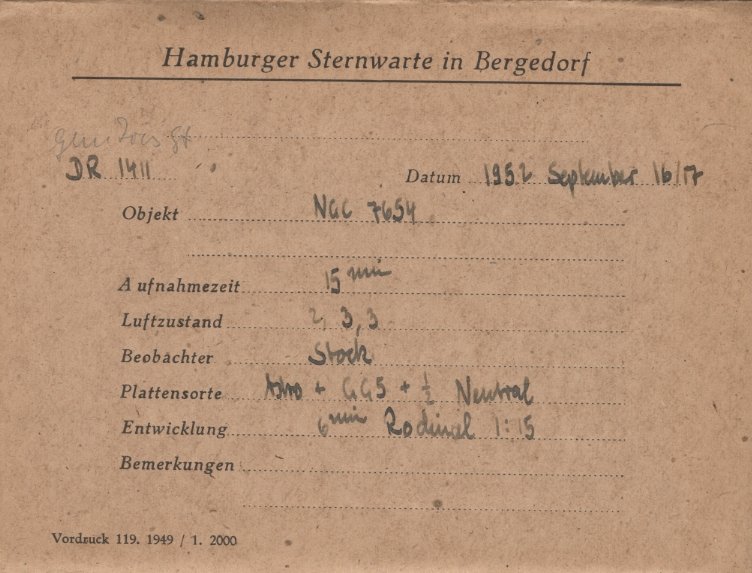 Hamburger Sternwarte in Bergedorf
DR 1411
Datum 1952 September 16/17
Objekt NGC 7654
Aufnahmezeit 15 min
Luftzustand 2, 3, 3
Beobachter Stock
Plattensorte Astro + GG5 + ½ Neutral
Entwicklung 6 min Rodinal 1:15
Bemerkungen
Vordruck 119. 1949 / 1. 2000